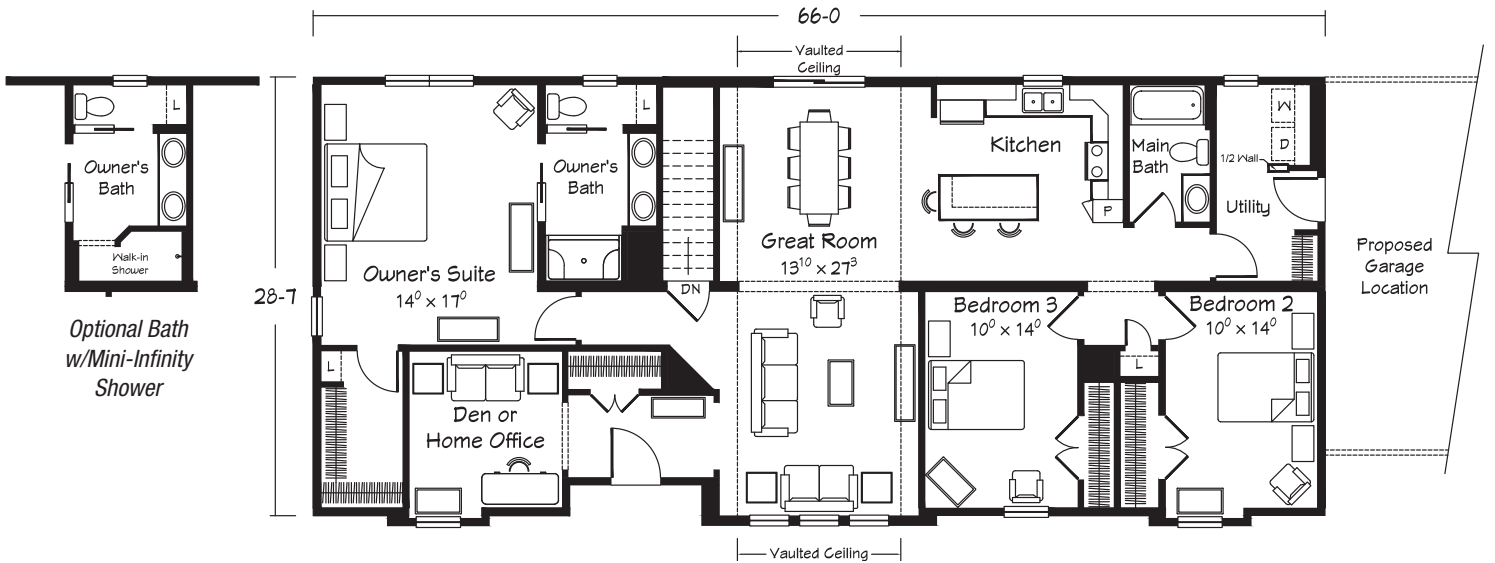 66-0
Vaulted
Ceiling
L
Owner's
Bath
Walk-in
Shower
Optional Bath
w/Mini-Infinity
Shower
28-7
Owner's Suite
14⁰ x 17⁰
L
Owner's
Bath
DN
Great Room
13¹⁰ x 27³
Kitchen
P
Main
Bath
W
D
1/2 Wall
Utility
Proposed
Garage
Location
L
Den or
Home Office
Bedroom 3
10⁰ x 14⁰
L
Bedroom 2
10⁰ x 14⁰
Vaulted Ceiling